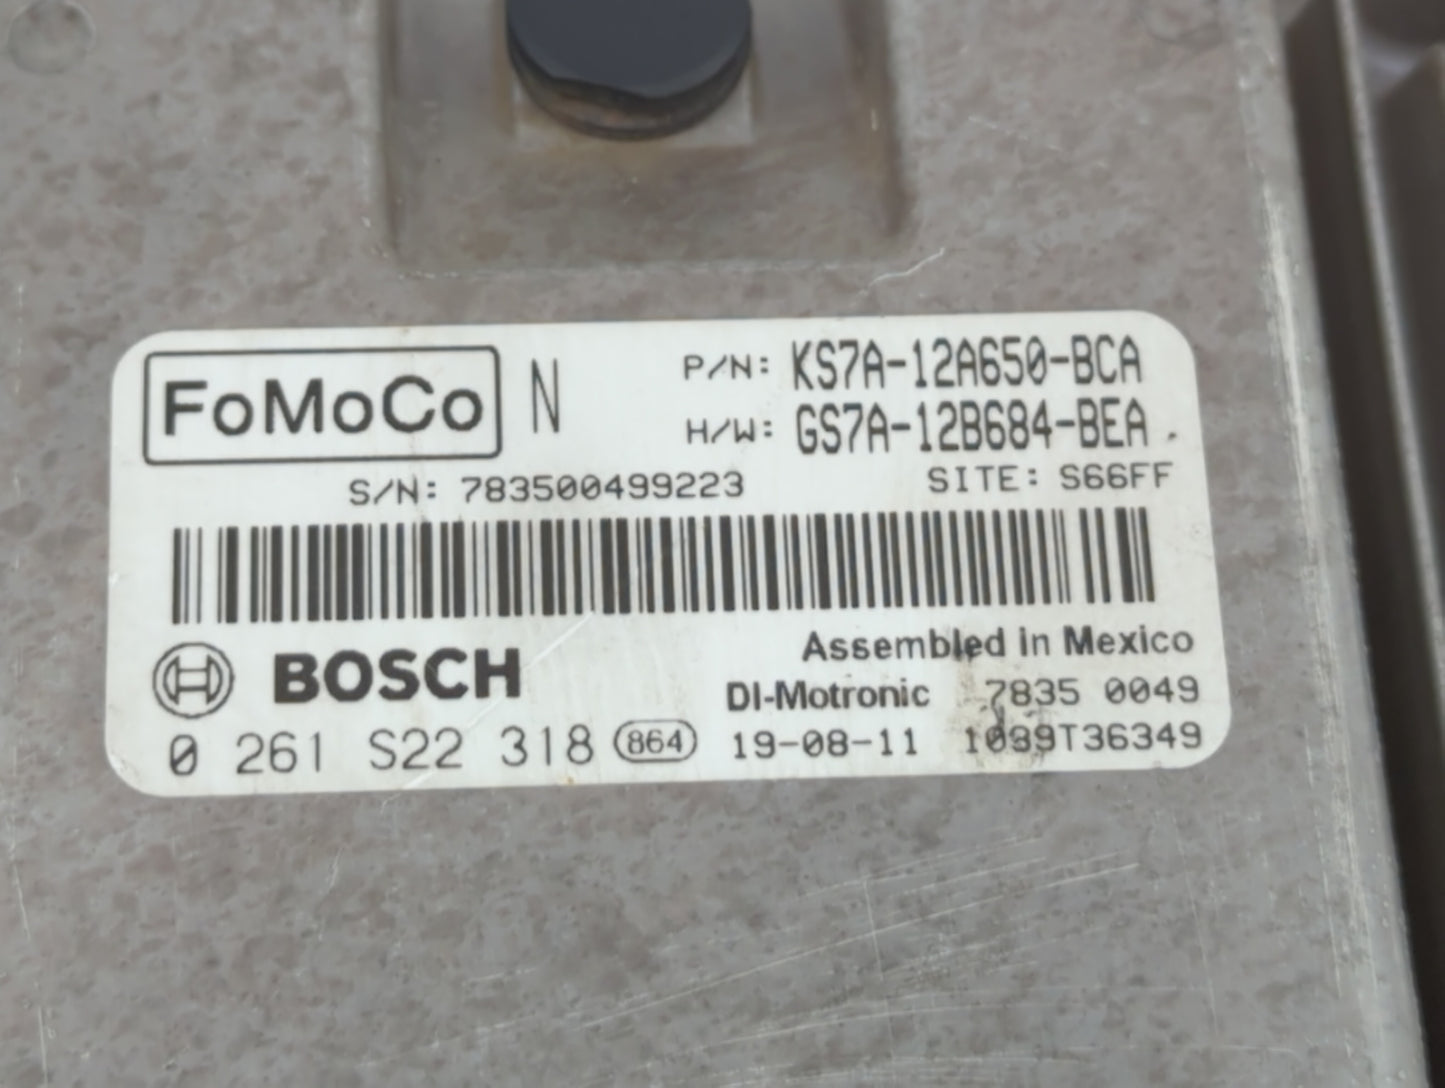 FoMoCo N P/N: KS7A-12A650-BCA
H/W: GS7A-12B684-BEA
S/N: 783500499223 SITE: S66FF
BOSCH Assembled in Mexico
DI-Motronic 7835 0049
0 261 S22 318 864 19-08-11 1039T36349